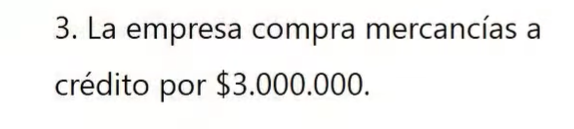 3. La empresa compra mercancías a
crédito por $3.000.000.